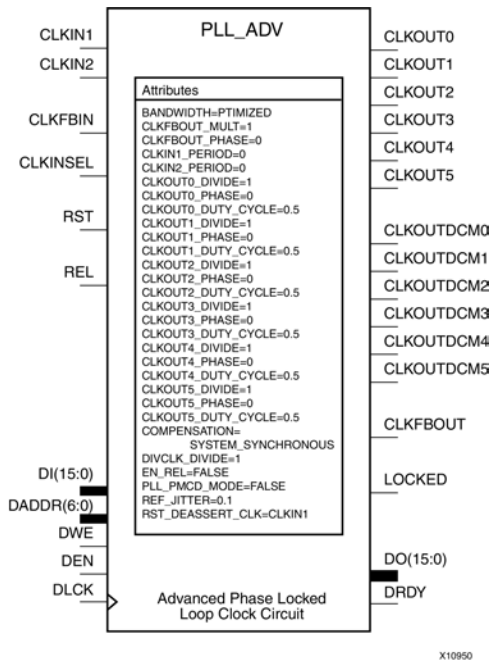 PLL_ADV
CLKIN1
CLKIN2
CLKFBIN
CLKINSEL
RST
REL
DI(15:0)
DADDR(6:0)
DWE
DEN
DLCK
Attributes
BANDWIDTH=PTIMIZED
CLKFBOUT_MULT=1
CLKFBOUT_PHASE=0
CLKIN1_PERIOD=0
CLKIN2_PERIOD=0
CLKOUT0_DIVIDE=1
CLKOUT0_PHASE=0
CLKOUT0_DUTY_CYCLE=0.5
CLKOUT1_DIVIDE=1
CLKOUT1_PHASE=0
CLKOUT1_DUTY_CYCLE=0.5
CLKOUT2_DIVIDE=1
CLKOUT2_PHASE=0
CLKOUT2_DUTY_CYCLE=0.5
CLKOUT3_DIVIDE=1
CLKOUT3_PHASE=0
CLKOUT3_DUTY_CYCLE=0.5
CLKOUT4_DIVIDE=1
CLKOUT4_PHASE=0
CLKOUT4_DUTY_CYCLE=0.5
CLKOUT5_DIVIDE=1
CLKOUT5_PHASE=0
CLKOUT5_DUTY_CYCLE=0.5
COMPENSATION=
SYSTEM_SYNCHRONOUS
DIVCLK_DIVIDE=1
EN_REL=FALSE
PLL_PMCD_MODE=FALSE
REF_JITTER=0.1
RST_DEASSERT_CLK=CLKIN1
CLKOUT0
CLKOUT1
CLKOUT2
CLKOUT3
CLKOUT4
CLKOUT5
CLKOUTDCM0
CLKOUTDCM1
CLKOUTDCM2
CLKOUTDCM3
CLKOUTDCM4
CLKOUTDCM5
CLKFBOUT
LOCKED
DO(15:0)
DRDY
Advanced Phase Locked
Loop Clock Circuit
X10950